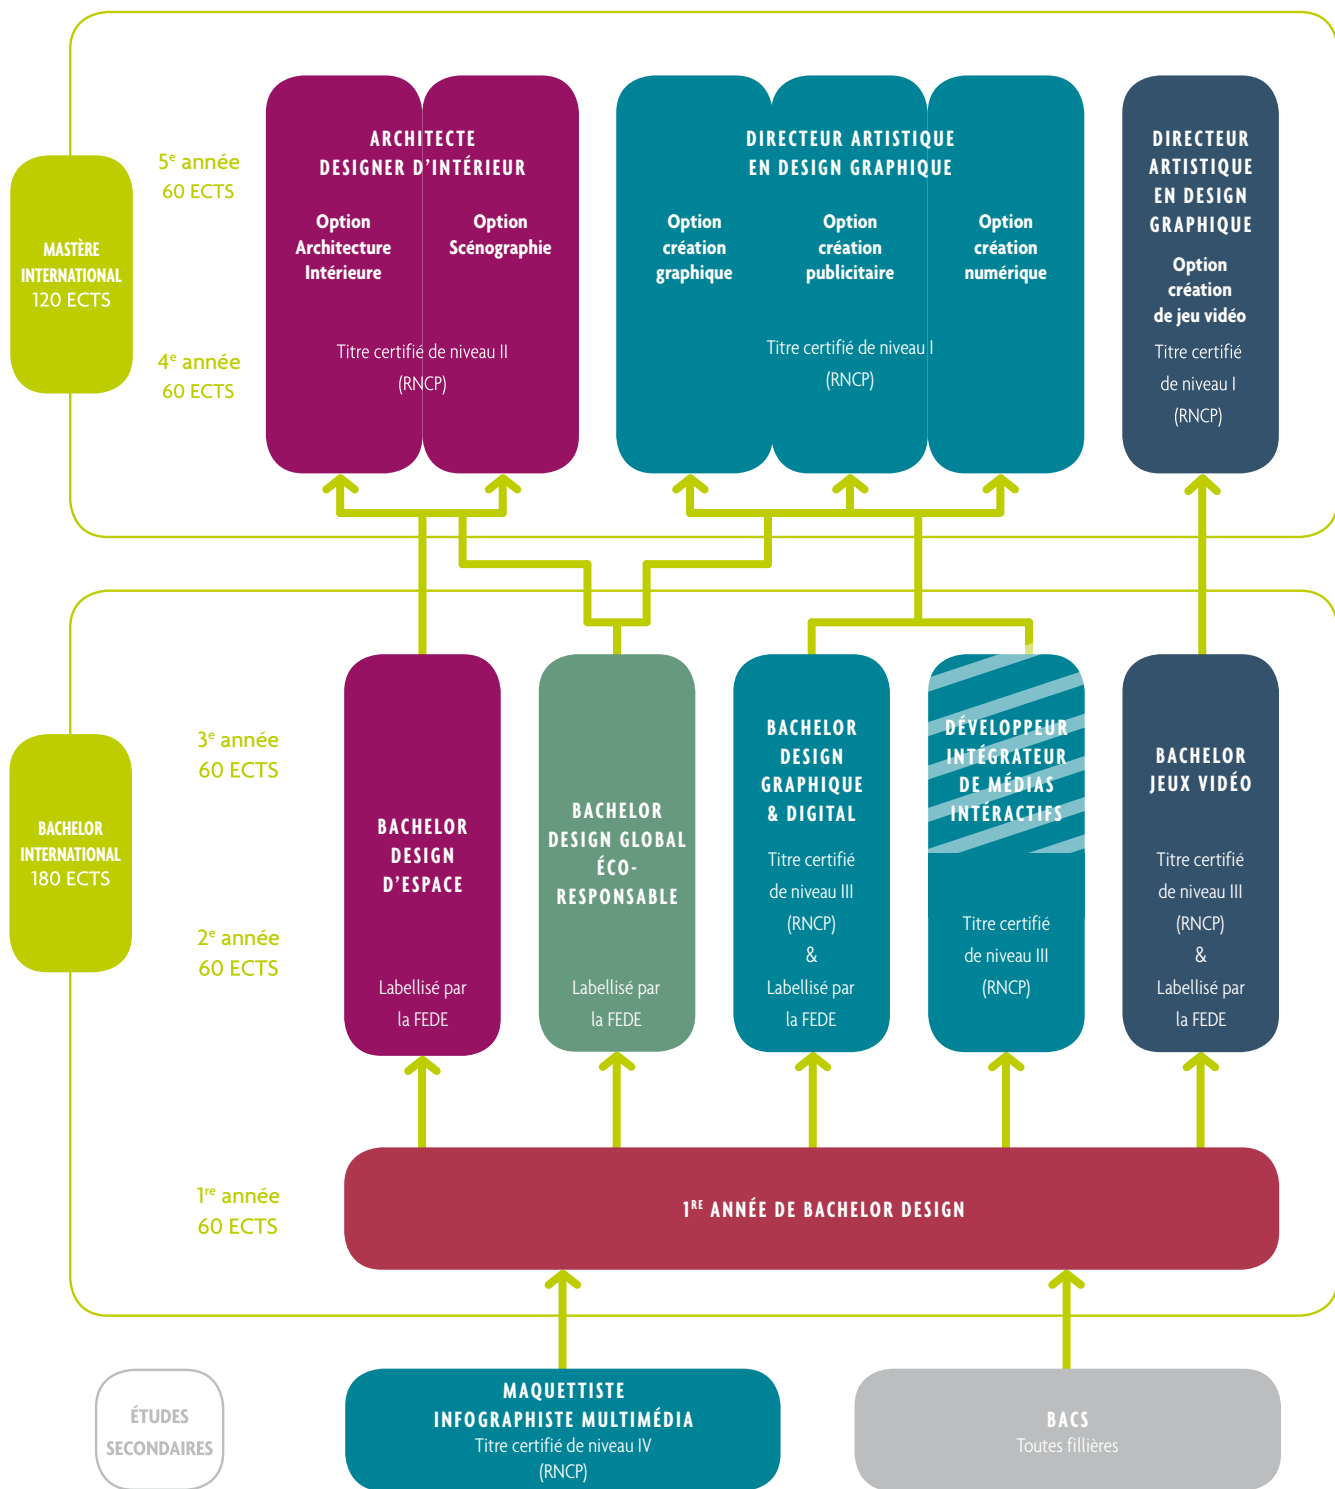 MASTÈRE
INTERNATIONAL
120 ECTS
5e année
60 ECTS
4e année
60 ECTS
ARCHITECTE
DESIGNER D'INTÉRIEUR
Option
Architecture
Intérieure
Option
Scénographie
Titre certifié de niveau II
(RNCP)
DIRECTEUR ARTISTIQUE
EN DESIGN GRAPHIQUE
Option
création
graphique
Option
création
publicitaire
Option
création
numérique
Titre certifié de niveau I
(RNCP)
DIRECTEUR
ARTISTIQUE
EN DESIGN
GRAPHIQUE
Option
création
de jeu vidéo
Titre certifié
de niveau I
(RNCP)
BACHELOR
INTERNATIONAL
180 ECTS
3e année
60 ECTS
2e année
60 ECTS
BACHELOR
DESIGN
D'ESPACE
Labellisé par
la FEDE
BACHELOR
DESIGN GLOBAL
ÉCO-
RESPONSABLE
Labellisé par
la FEDE
BACHELOR
DESIGN
GRAPHIQUE
& DIGITAL
Titre certifié
de niveau III
(RNCP)
&
Labellisé par
la FEDE
DÉVELOPPEUR
INTÉGRATEUR
DE MÉDIAS
INTÉRACTIFS
Titre certifié
de niveau III
(RNCP)
BACHELOR
JEUX VIDÉO
Titre certifié
de niveau III
(RNCP)
&
Labellisé par
la FEDE
1re année
60 ECTS
1RE ANNÉE DE BACHELOR DESIGN
ÉTUDES
SECONDAIRES
MAQUETTISTE
INFOGRAPHISTE MULTIMÉDIA
Titre certifié de niveau IV
(RNCP)
BACS
Toutes fillières